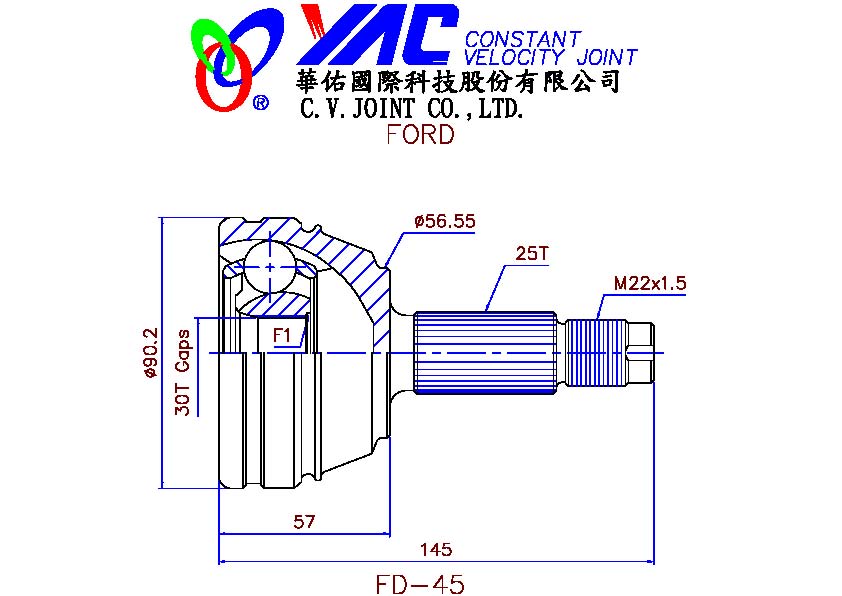 YAC CONSTANT
VELOCITY JOINT
®
華佑國際科技股份有限公司
C.V.JOINT CO.,LTD.
FORD
ø56.55
25T
M22x1.5
F1
ø90.2
30T Gaps
57
145
FD-45